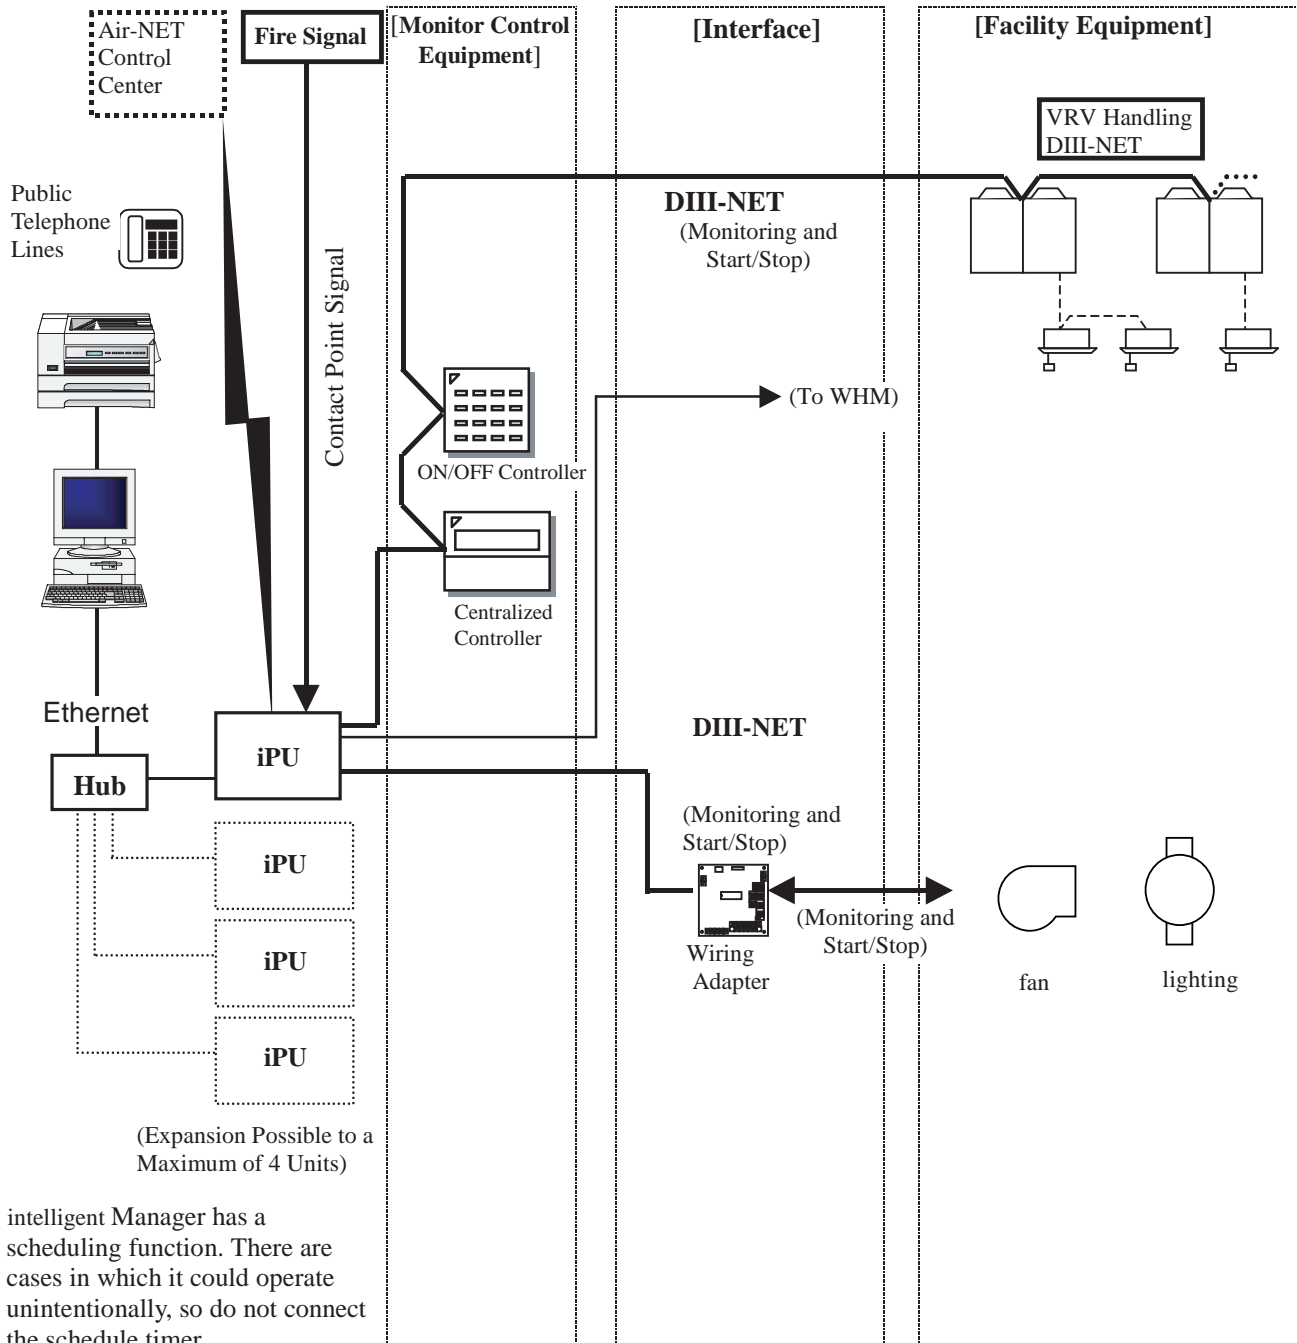 Air-NET
Control
Center
Fire Signal
[Monitor Control
Equipment]
[Interface]
[Facility Equipment]
VRV Handling
DIII-NET
Public
Telephone
Lines
DIII-NET
(Monitoring and
Start/Stop)
Contact Point Signal
(To WHM)
ON/OFF Controller
Centralized
Controller
Ethernet
Hub
iPU
DIII-NET
(Monitoring and
Start/Stop)
iPU
(Monitoring and
Start/Stop)
Wiring
Adapter
fan
lighting
iPU
iPU
(Expansion Possible to a
Maximum of 4 Units)
intelligent Manager has a
scheduling function. There are
cases in which it could operate
unintentionally, so do not connect
the schedule timer